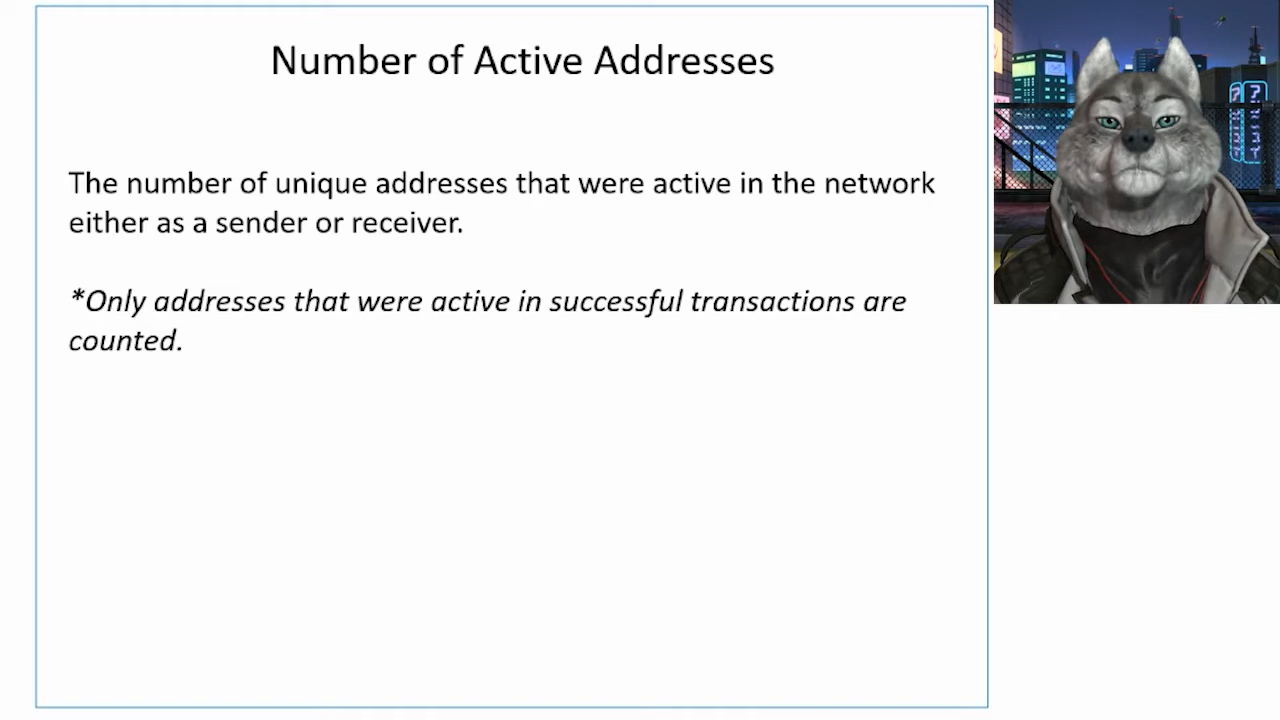 Number of Active Addresses
The number of unique addresses that were active in the network
either as a sender or receiver.
*Only addresses that were active in successful transactions are
counted.